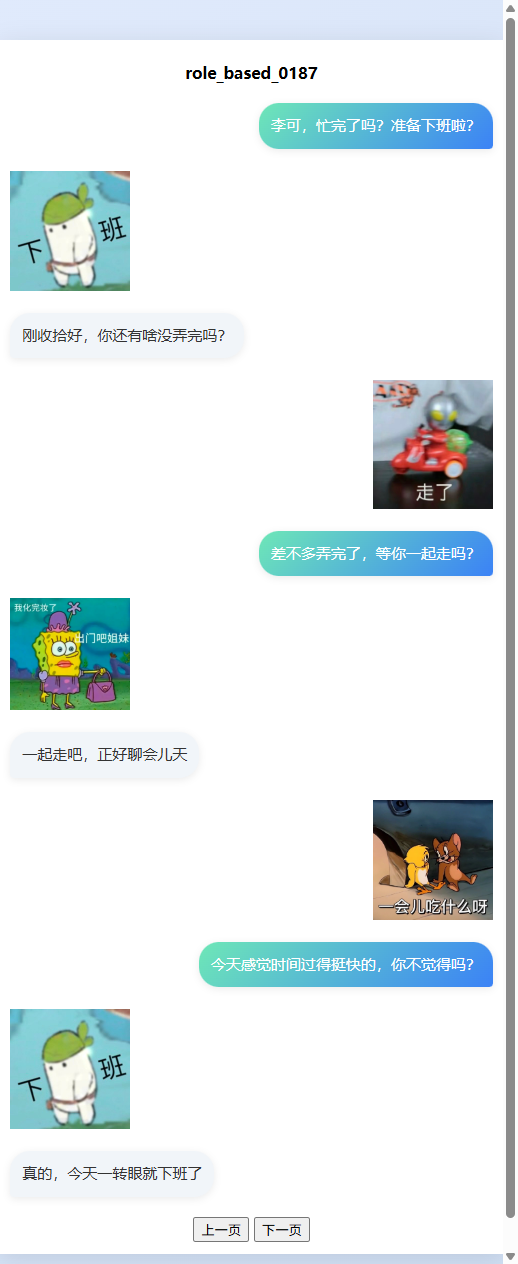 role_based_0187
李可，忙完了吗？准备下班啦？
下 班
刚收拾好，你还有啥没弄完吗？
走了
差不多弄完了，等你一起走吗？
我化完妆了
出门吧姐妹
一起走吧，正好聊会儿天
一会儿吃什么呀
今天感觉时间过得挺快的，你不觉得吗？
下 班
真的，今天一转眼就下班了
上一页 下一页